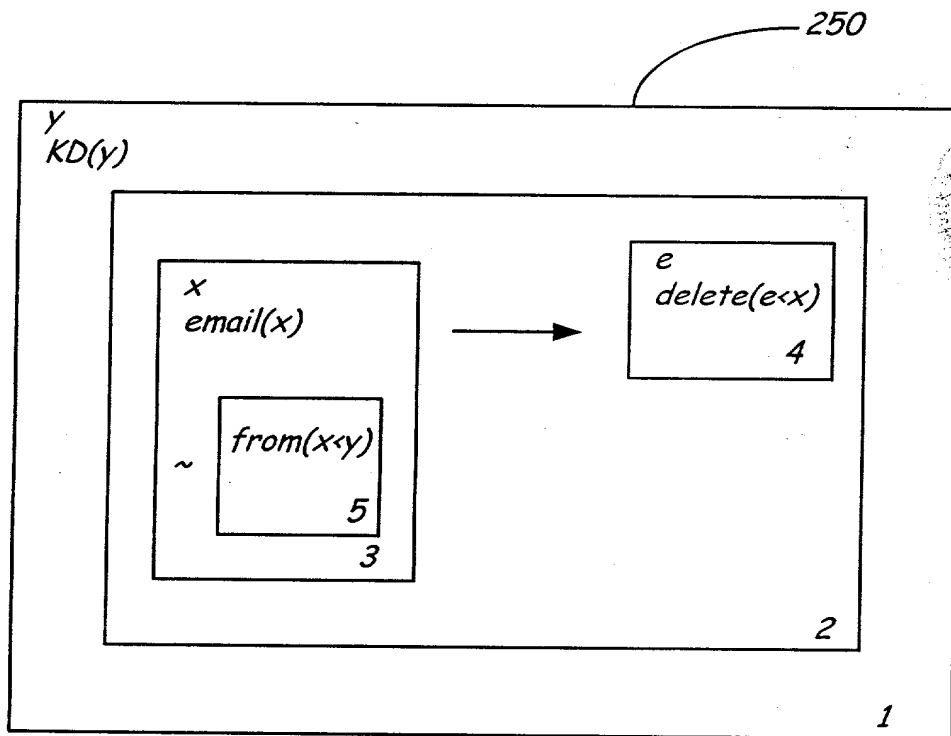 250
y
KD(y)
x
email(x)
~
from(x<y)
5
3
e
delete(e<x)
4
2
1